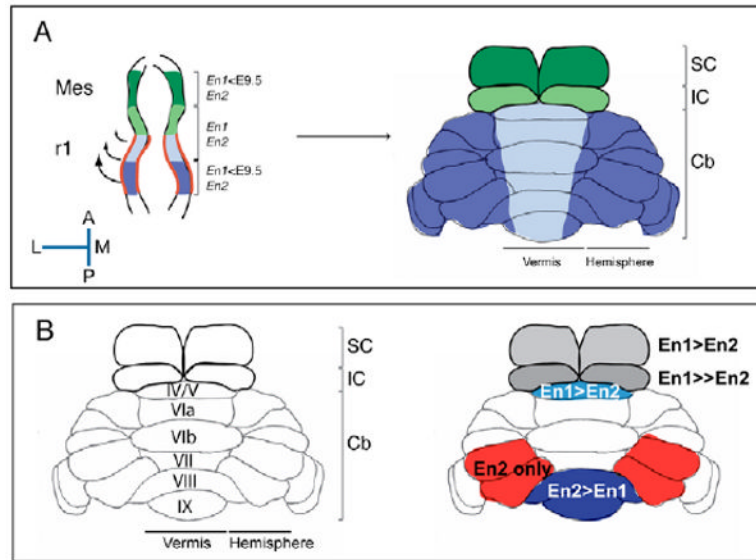 A
Mes
r1
En1<E9.5
En2
En1
En2
En1<E9.5
En2
A
L M
P
SC
IC
Cb
Vermis Hemisphere
B
SC
IC
Cb
IV/V
VIa
VIb
VII
VIII
IX
Vermis Hemisphere
En1>En2
En1>>En2
En1>En2
En2 only
En2>En1